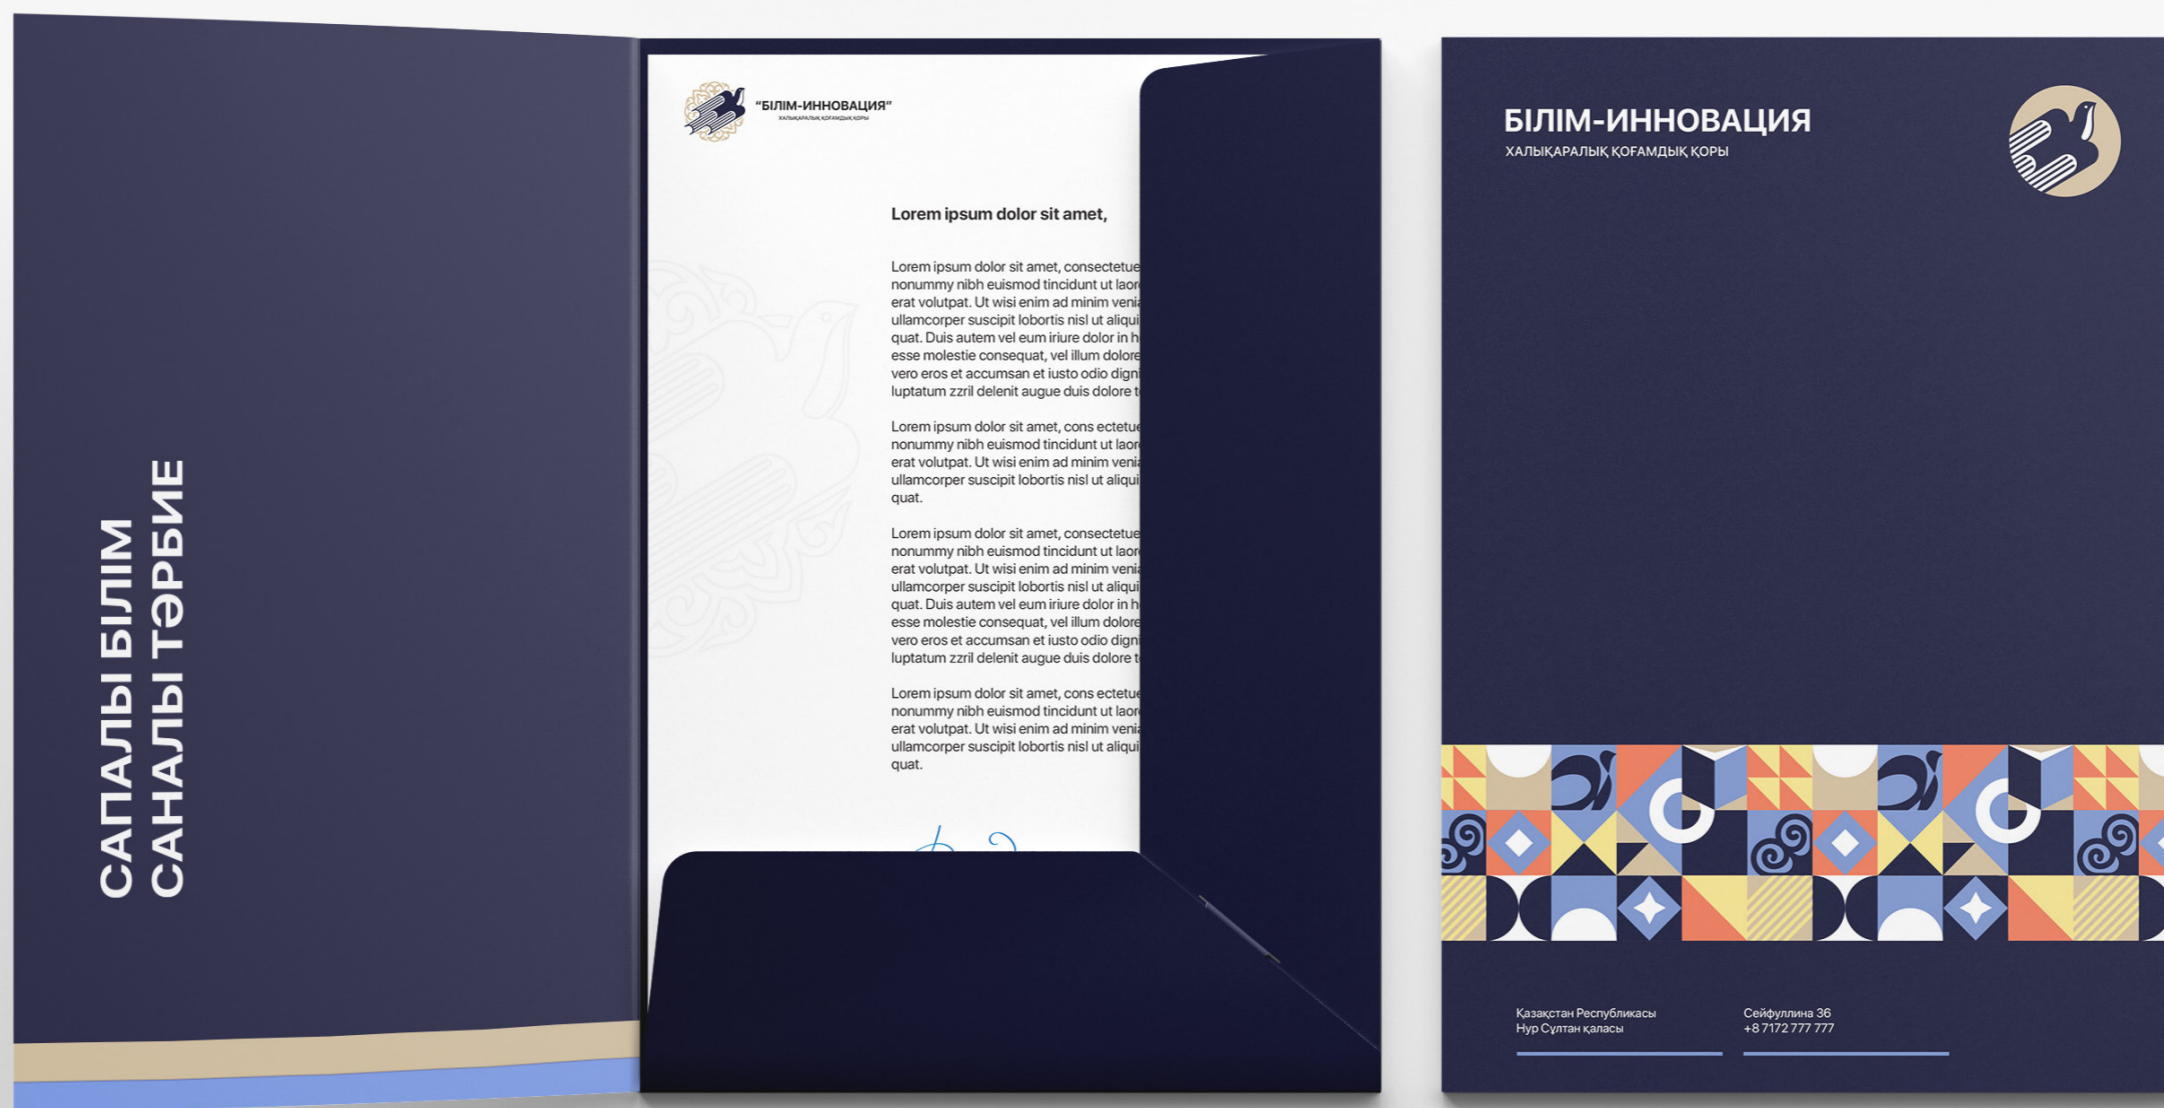 САПАЛЫ БІЛІМ
САНАЛЫ ТӘРБИЕ
“БІЛІМ-ИННОВАЦИЯ”
ХАЛЫҚАРАЛЫҚ ҚОҒАМДЫҚ ҚОРЫ
Lorem ipsum dolor sit amet,
Lorem ipsum dolor sit amet, consectetue
nonummy nibh euismod tincidunt ut laor
erat volutpat. Ut wisi enim ad minim venia
ullamcorper suscipit lobortis nisl ut aliqui
quat. Duis autem vel eum iriure dolor in h
esse molestie consequat, vel illum dolore
vero eros et accumsan et iusto odio digni
luptatum zzril delenit augue duis dolore t
Lorem ipsum dolor sit amet, cons ectetue
nonummy nibh euismod tincidunt ut laor
erat volutpat. Ut wisi enim ad minim venia
ullamcorper suscipit lobortis nisl ut aliqui
quat.
Lorem ipsum dolor sit amet, consectetue
nonummy nibh euismod tincidunt ut laor
erat volutpat. Ut wisi enim ad minim venia
ullamcorper suscipit lobortis nisl ut aliqui
quat. Duis autem vel eum iriure dolor in h
esse molestie consequat, vel illum dolore
vero eros et accumsan et iusto odio digni
luptatum zzril delenit augue duis dolore t
Lorem ipsum dolor sit amet, cons ectetue
nonummy nibh euismod tincidunt ut laor
erat volutpat. Ut wisi enim ad minim venia
ullamcorper suscipit lobortis nisl ut aliqui
quat.
БІЛІМ-ИННОВАЦИЯ
ХАЛЫҚАРАЛЫҚ ҚОҒАМДЫҚ ҚОРЫ
Қазақстан Республикасы
Нур Сұлтан қаласы
Сейфуллина 36
+8 7172 777 777